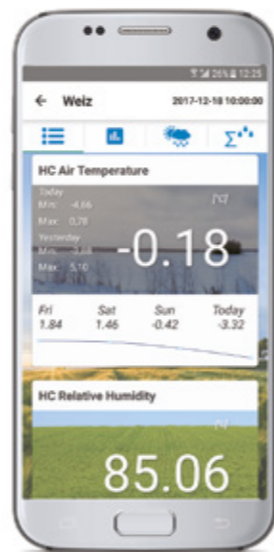 26% 12:25
Weiz 2017-12-18 10:00:00
HC Air Temperature
Today [°C]
Min: -4,66
Max: 0,78
Yesterday
Min:
Max: 5,10
-0.18
Fri Sat Sun Today
1.84 1.46 -0.42 -3.32
HC Relative Humidity
85.06